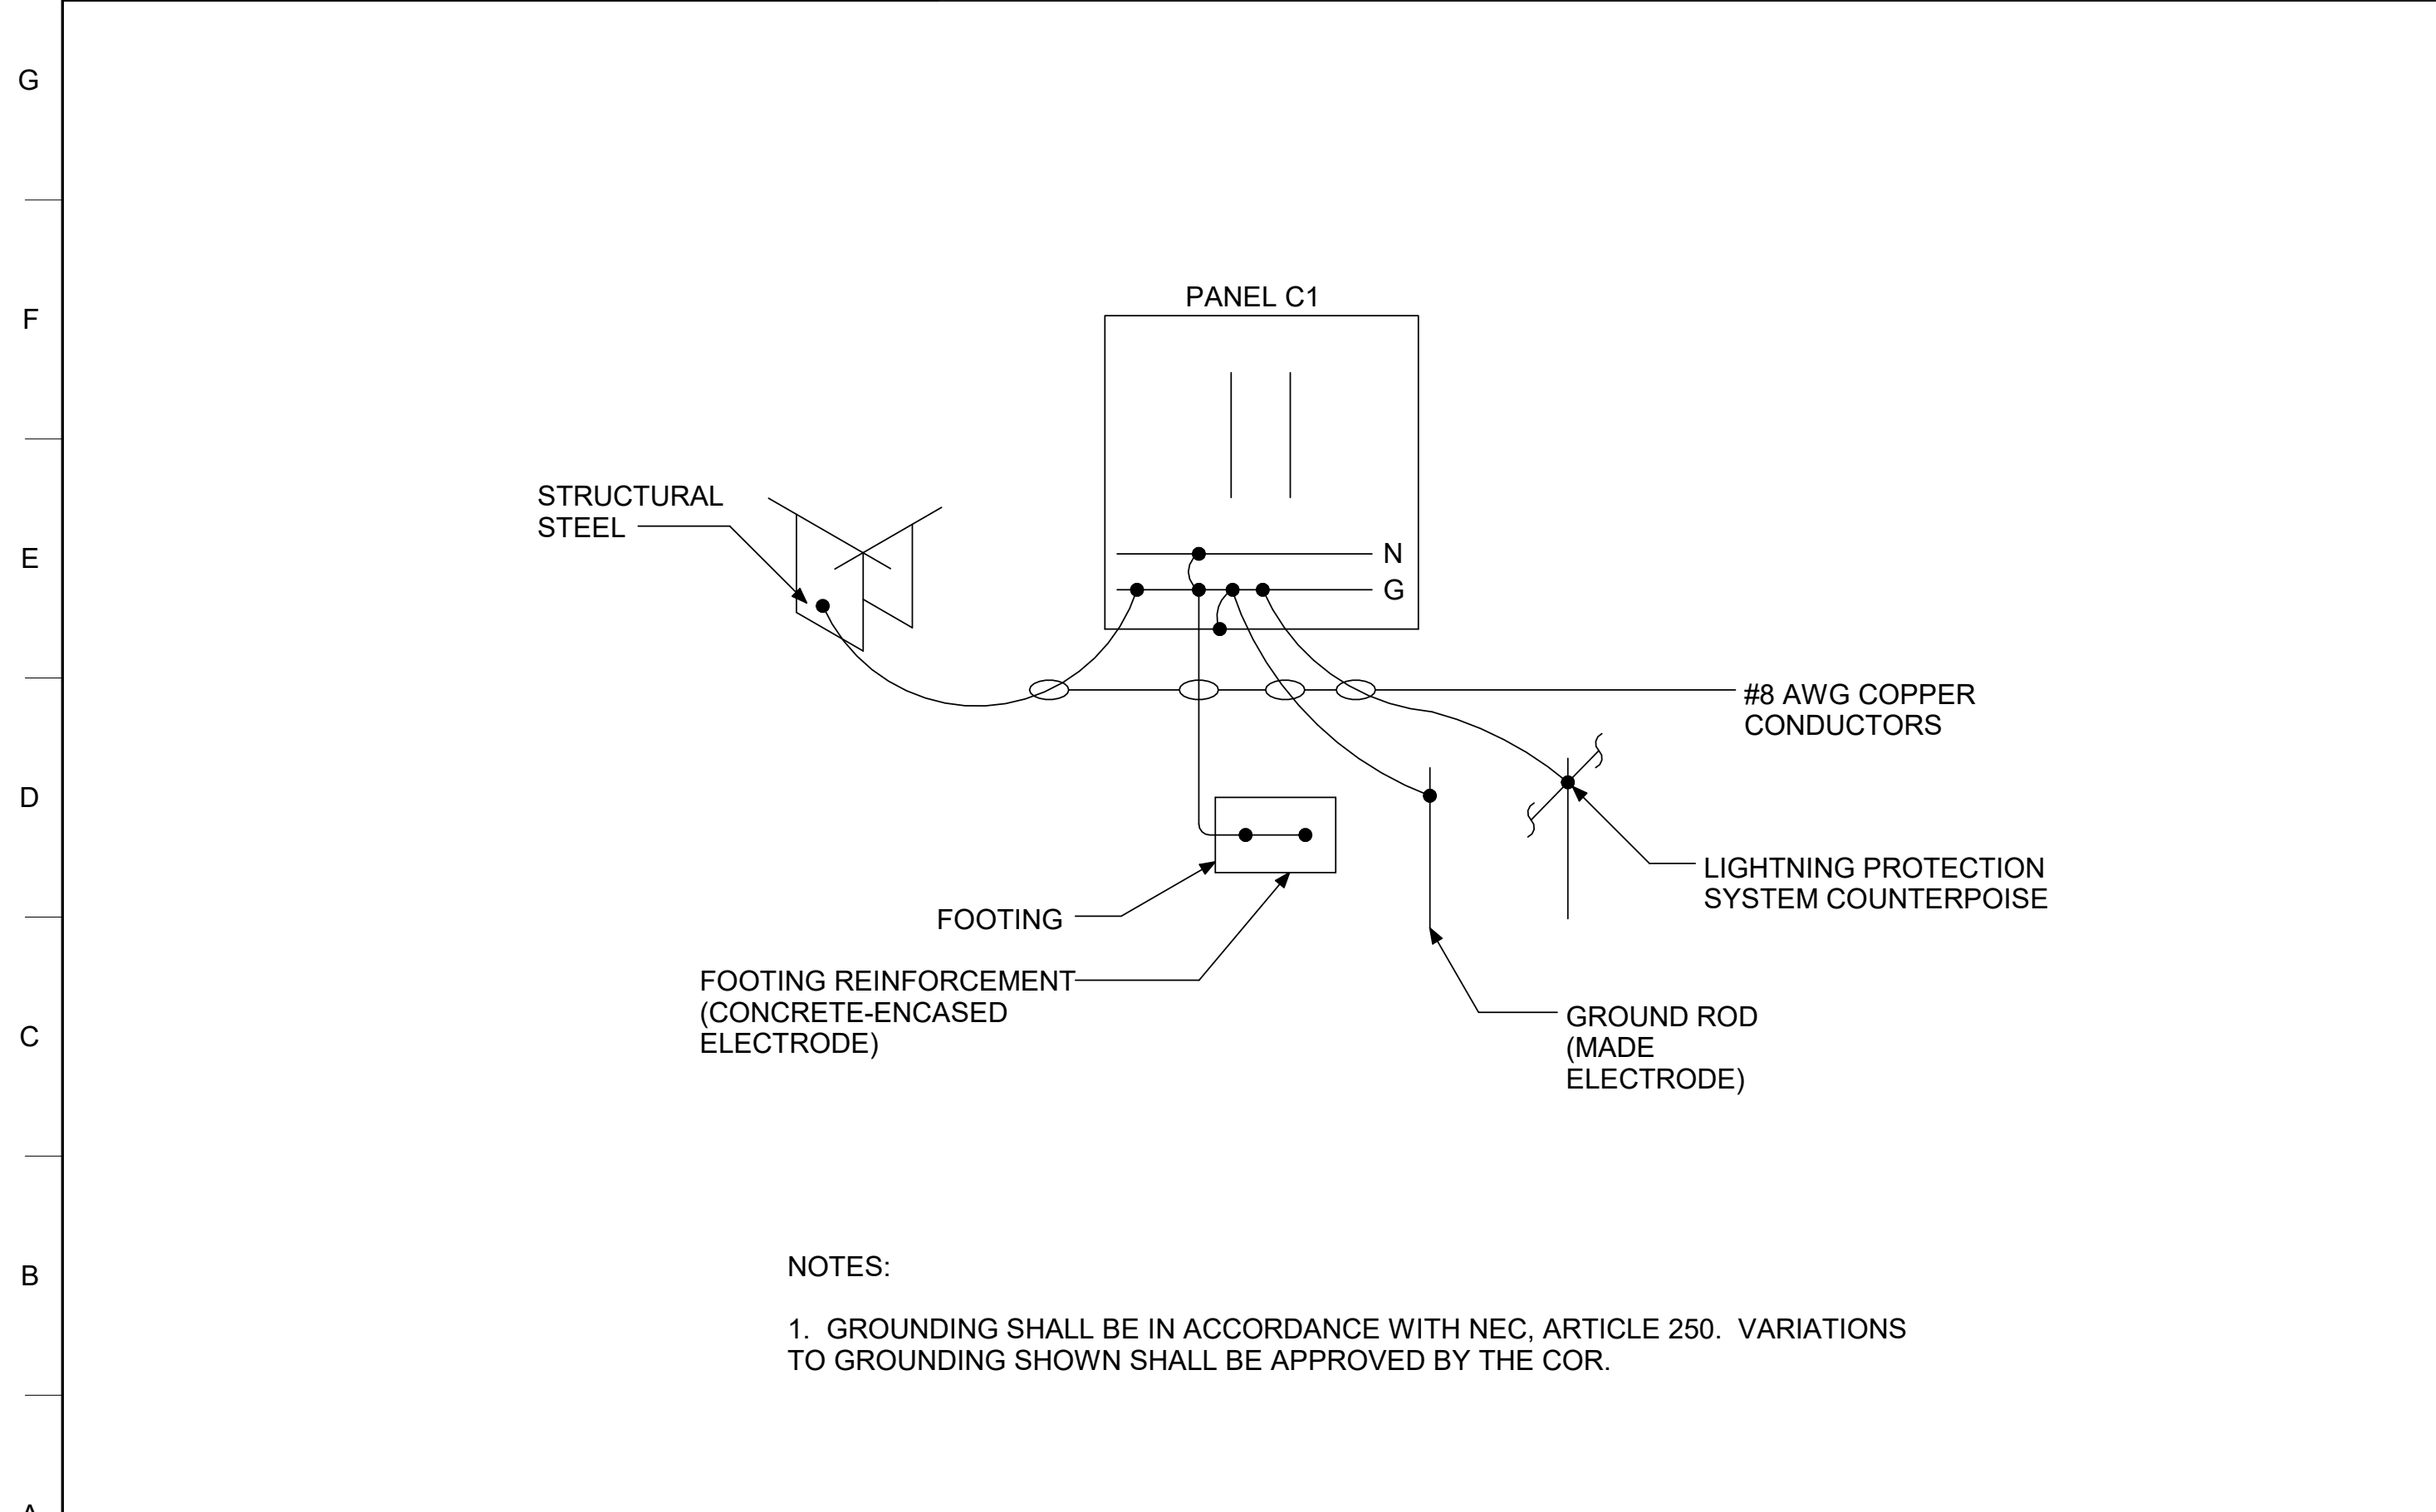 G
F
E
D
C
B
A
PANEL C1
STRUCTURAL
STEEL
N
G
#8 AWG COPPER
CONDUCTORS
LIGHTNING PROTECTION
SYSTEM COUNTERPOISE
FOOTING
FOOTING REINFORCEMENT
(CONCRETE-ENCASED
ELECTRODE)
GROUND ROD
(MADE
ELECTRODE)
NOTES:
1. GROUNDING SHALL BE IN ACCORDANCE WITH NEC, ARTICLE 250. VARIATIONS
TO GROUNDING SHOWN SHALL BE APPROVED BY THE COR.